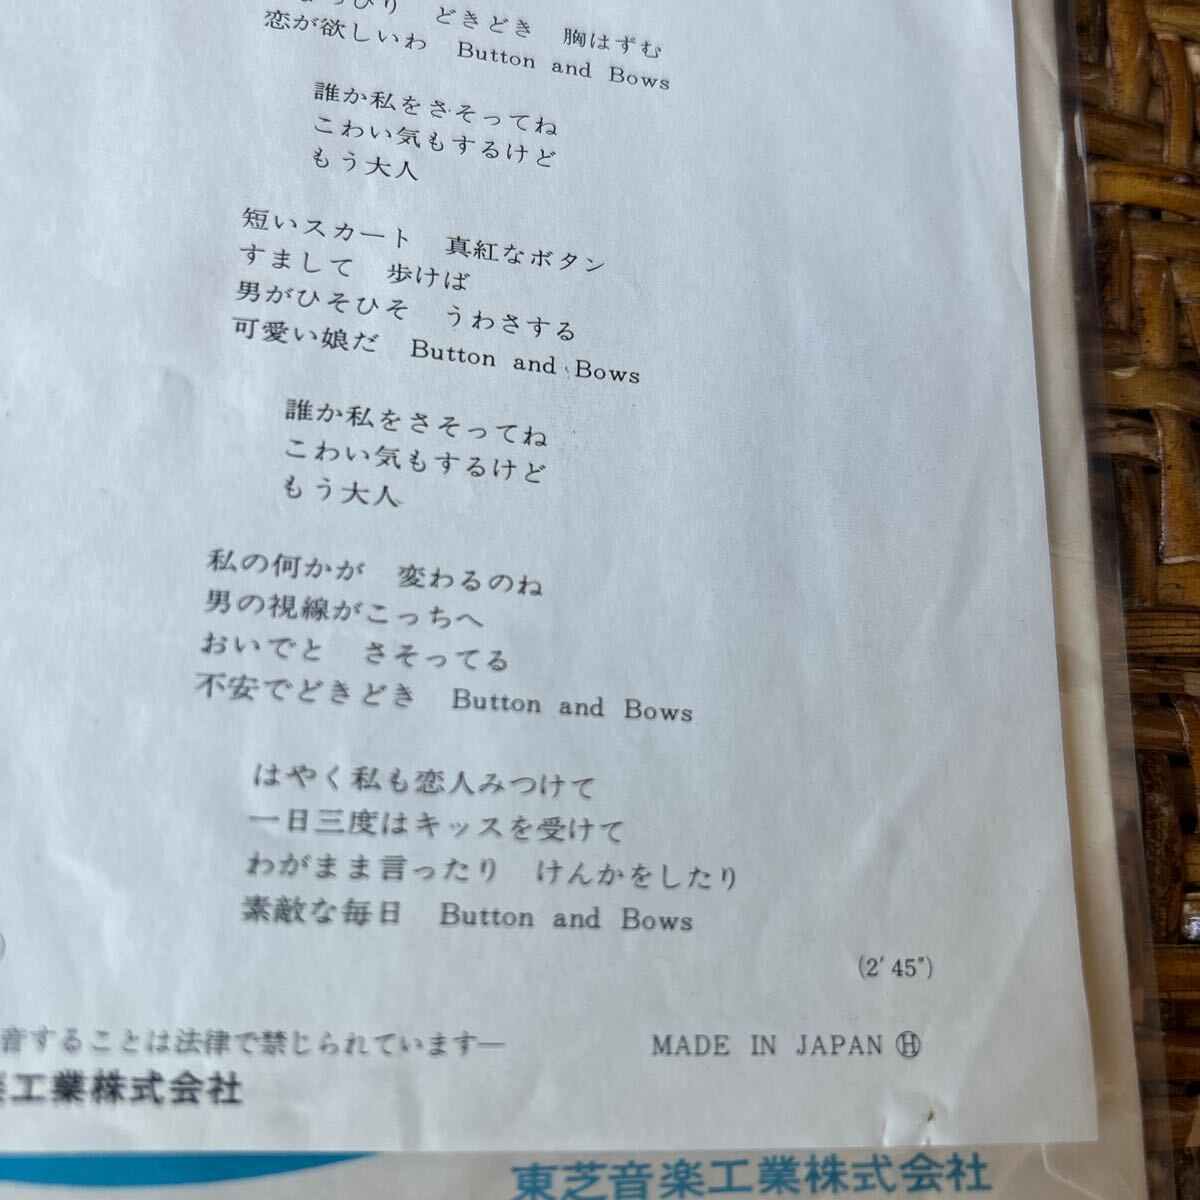 どきどき 胸はずむ
恋が欲しいわ Button and Bows
誰か私をさそってね
こわい気もするけど
もう大人
短いスカート 真紅なボタン
すまして 歩けば
男がひそひそ うわさする
可愛い娘だ Button and Bows
誰か私をさそってね
こわい気もするけど
もう大人
私の何かが 変わるのね
男の視線がこっちへ
おいでと さそってる
不安でどきどき Button and Bows
はやく私も恋人みつけて
一日三度はキッスを受けて
わがまま言ったり けんかをしたり
素敵な毎日 Button and Bows
(2′45″)
音することは法律で禁じられています—
MADE IN JAPAN Ⓗ
工業株式会社
東芝音楽工業株式会社